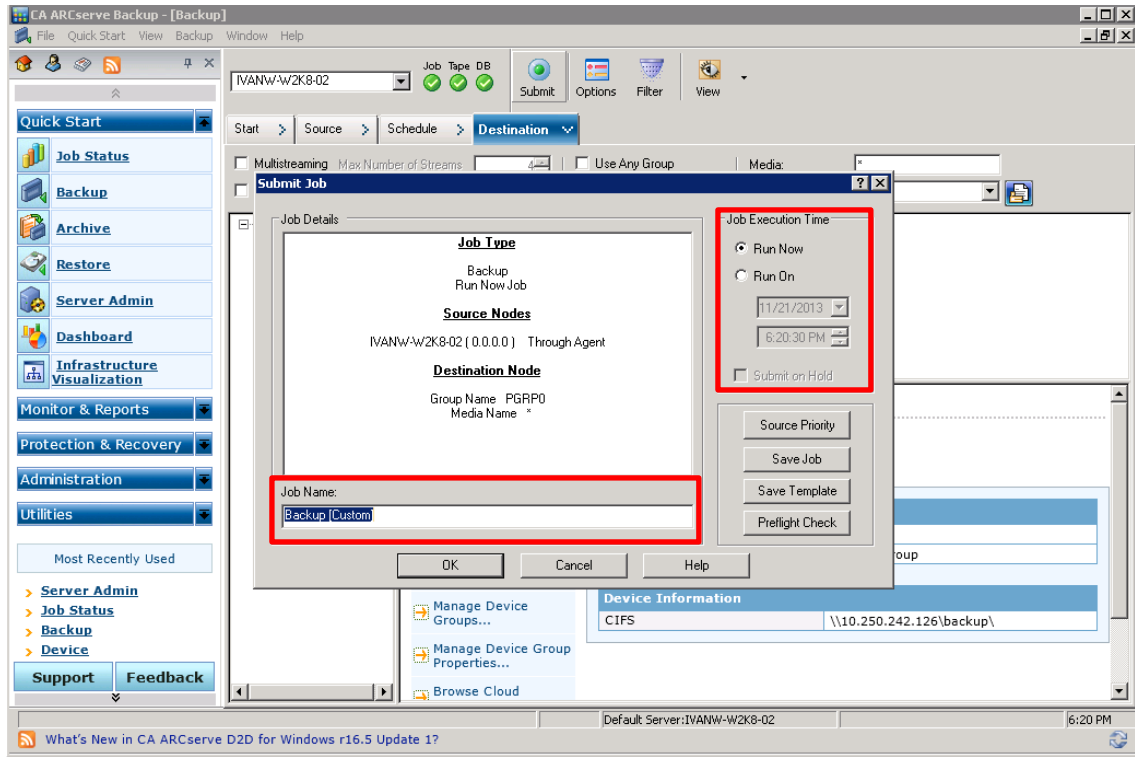 CA ARCserve Backup - [Backup]
File Quick Start View Backup Window Help
IVANW-W2K8-02
Job Tape DB
Submit
Options
Filter
View
Quick Start
Job Status
Backup
Archive
Restore
Server Admin
Dashboard
Infrastructure
Visualization
Monitor & Reports
Protection & Recovery
Administration
Utilities
Most Recently Used
Server Admin
Job Status
Backup
Device
Support
Feedback
Start
Source
Schedule
Destination
Multistreaming Max Number of Streams 4
Use Any Group
Media: *
Submit Job
Job Details
Job Type
Backup
Run Now Job
Source Nodes
IVANW-W2K8-02 ( 0.0.0.0 ) Through Agent
Destination Node
Group Name PGRP0
Media Name *
Job Name:
Backup [Custom]
Job Execution Time
Run Now
Run On
11/21/2013
6:20:30 PM
Submit on Hold
Source Priority
Save Job
Save Template
Preflight Check
OK
Cancel
Help
oup
Manage Device
Groups...
Manage Device Group
Properties...
Browse Cloud
Device Information
CIFS
\\10.250.242.126\backup\
Default Server:IVANW-W2K8-02
6:20 PM
What's New in CA ARCserve D2D for Windows r16.5 Update 1?